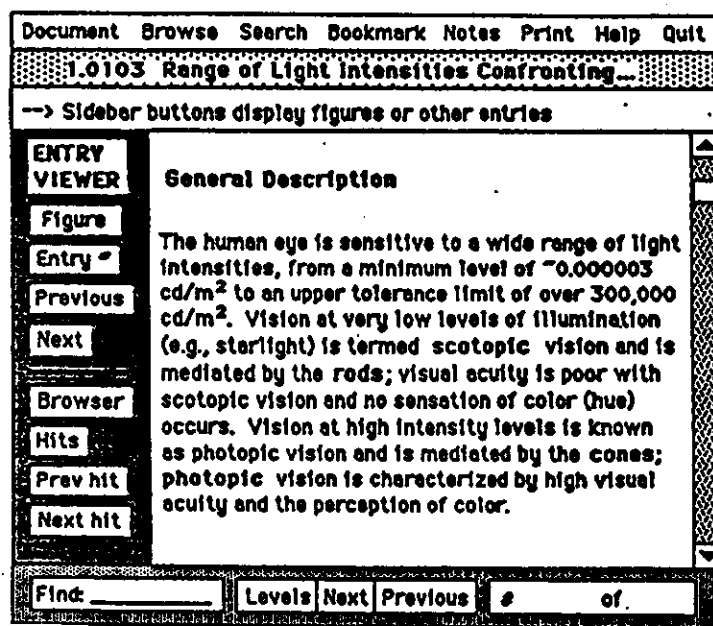 Document Browse Search Bookmark Notes Print Help Quit
1.0103 Range of Light Intensities Confronting...
--> Sidebar buttons display figures or other entries
ENTRY
VIEWER
Figure
Entry #
Previous
Next
Browser
Hits
Prev hit
Next hit
General Description
The human eye is sensitive to a wide range of light
intensities, from a minimum level of ~0.000003
cd/m² to an upper tolerance limit of over 300,000
cd/m². Vision at very low levels of illumination
(e.g., starlight) is termed scotopic vision and is
mediated by the rods; visual acuity is poor with
scotopic vision and no sensation of color (hue)
occurs. Vision at high intensity levels is known
as photopic vision and is mediated by the cones;
photopic vision is characterized by high visual
acuity and the perception of color.
Find: Levels Next Previous # of